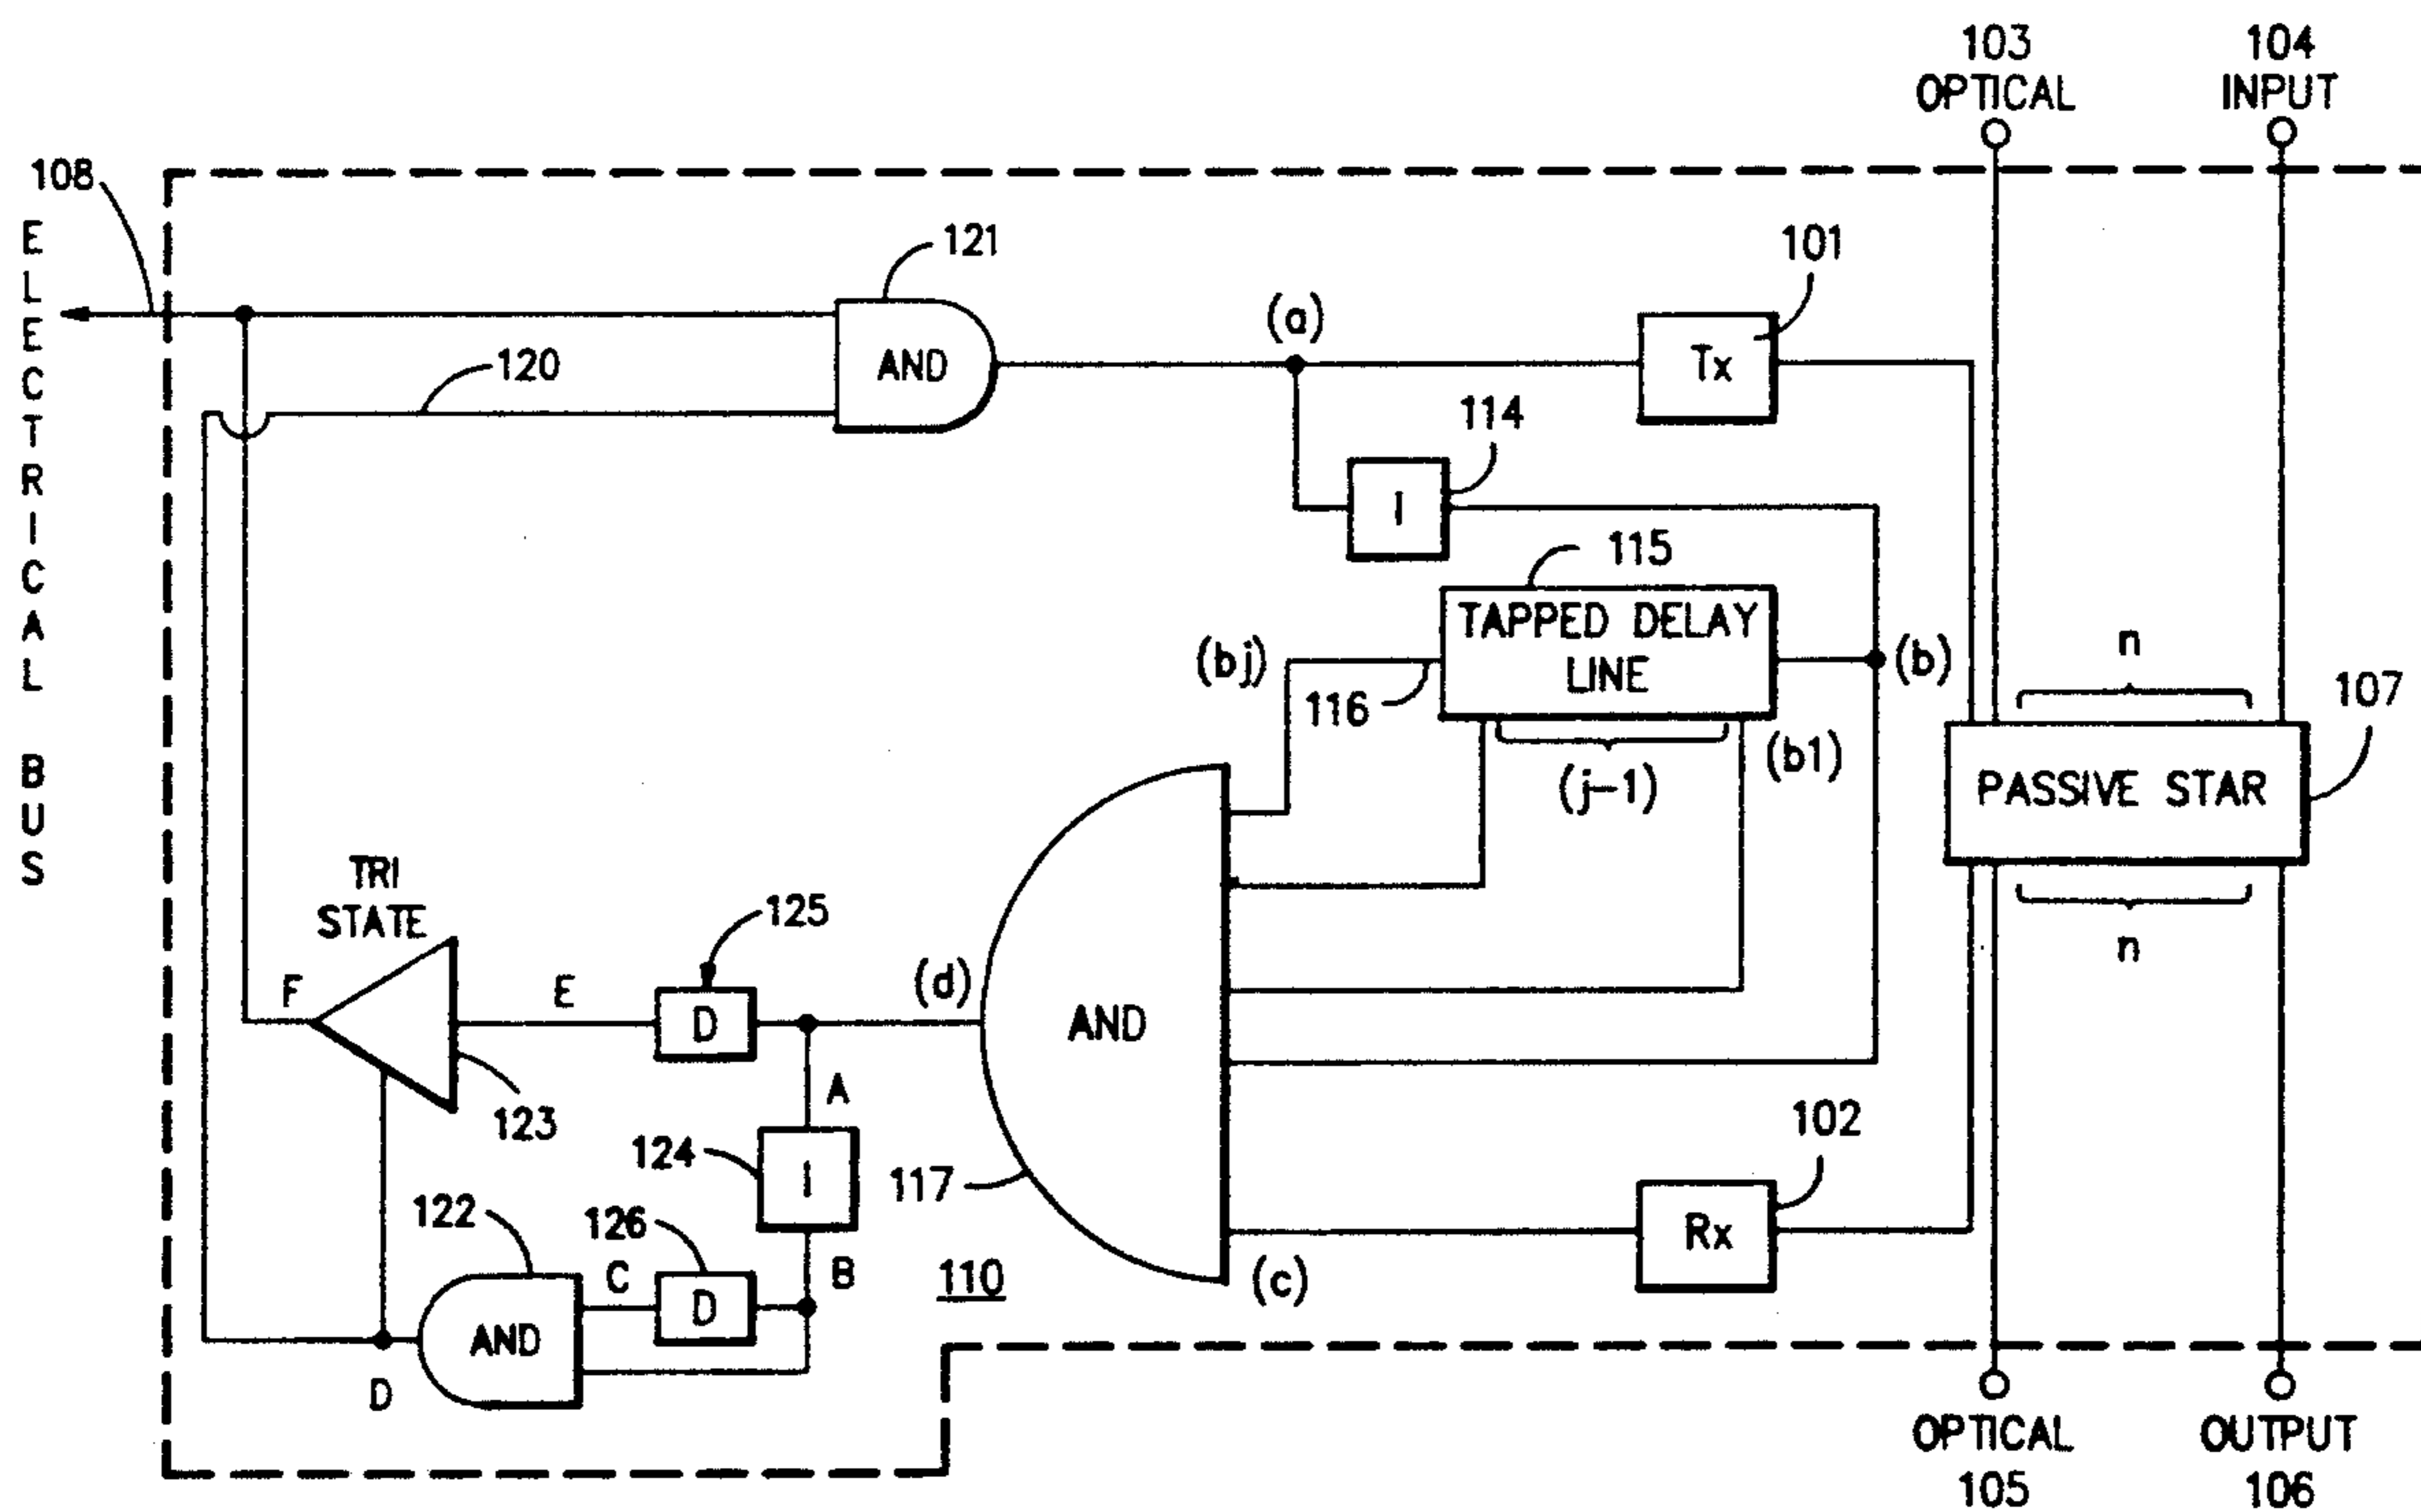 103
OPTICAL
104
INPUT
108
ELECTRICAL BUS
121
101
(a)
AND
Tx
120
114
I
115
TAPPED DELAY
LINE
(bj)
116
(b)
n
107
(j-1)
(b1)
PASSIVE STAR
n
TRI
STATE
125
F
E
D
(d)
AND
A
123
124
I
102
117
122
126
Rx
C
B
D
110
(c)
AND
D
OPTICAL
105
OUTPUT
106